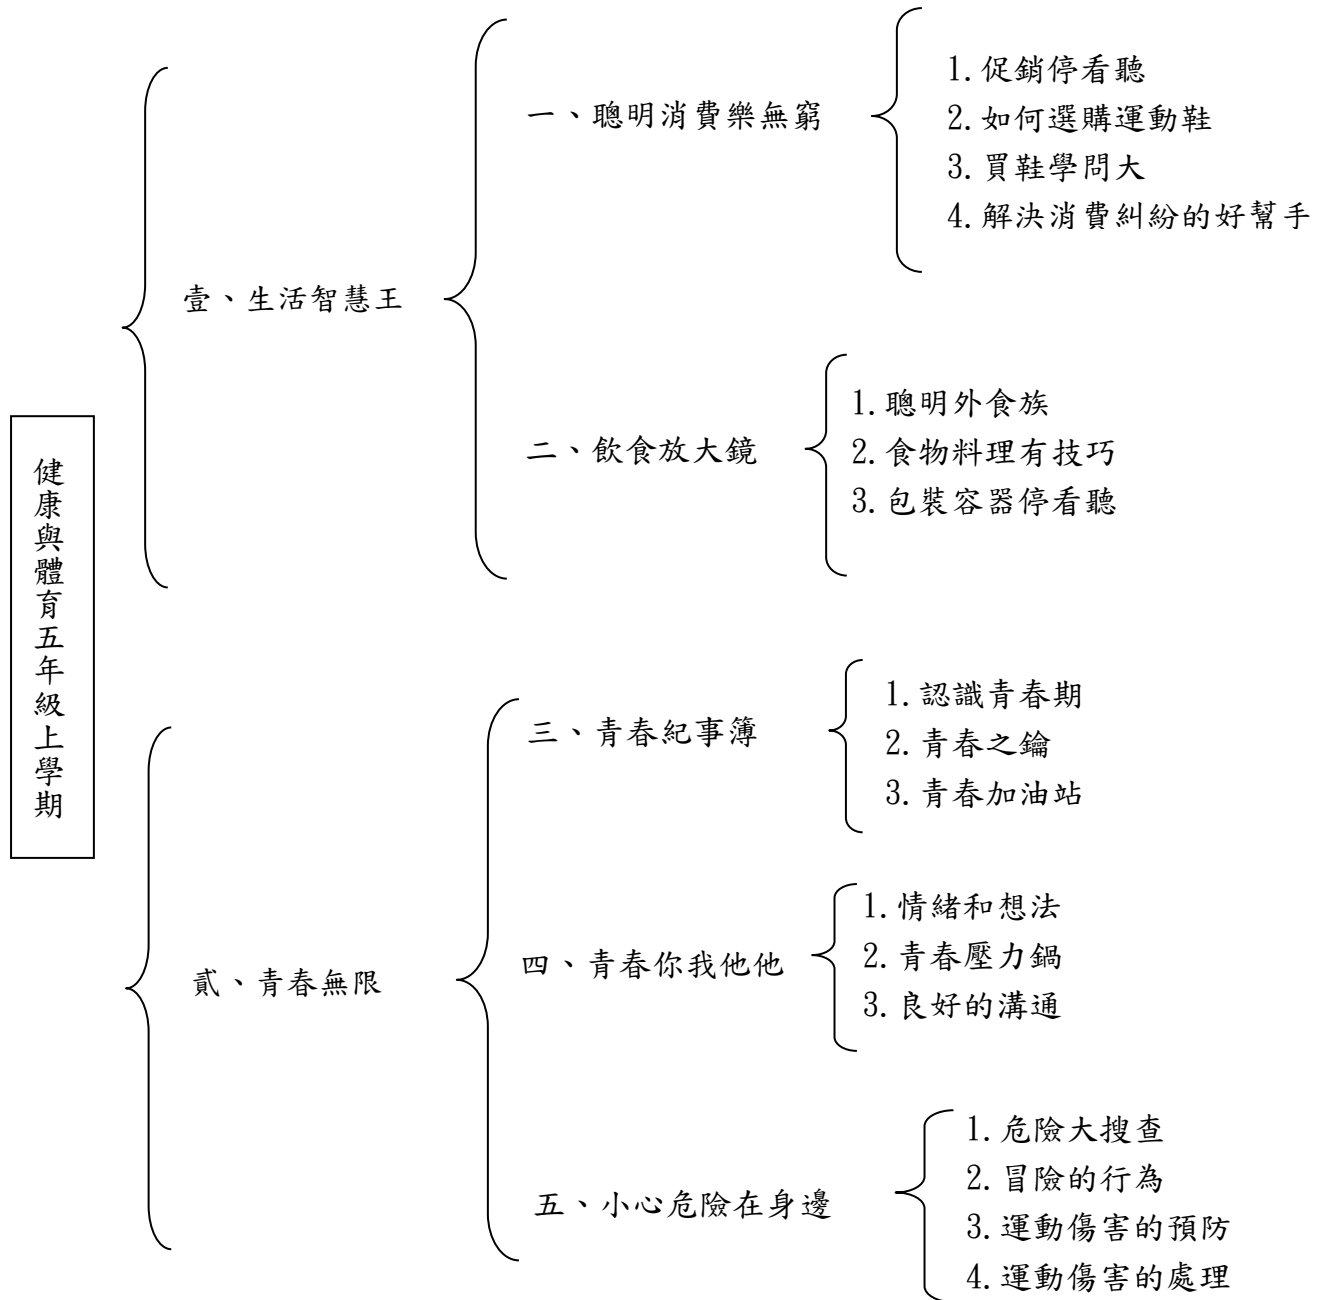 健康與體育五年級上學期
壹、生活智慧王
一、聰明消費樂無窮
1.促銷停看聽
2.如何選購運動鞋
3.買鞋學問大
4.解決消費糾紛的好幫手
二、飲食放大鏡
1.聰明外食族
2.食物料理有技巧
3.包裝容器停看聽
貳、青春無限
三、青春紀事簿
1.認識青春期
2.青春之鑰
3.青春加油站
四、青春你我他他
1.情緒和想法
2.青春壓力鍋
3.良好的溝通
五、小心危險在身邊
1.危險大搜查
2.冒險的行為
3.運動傷害的預防
4.運動傷害的處理